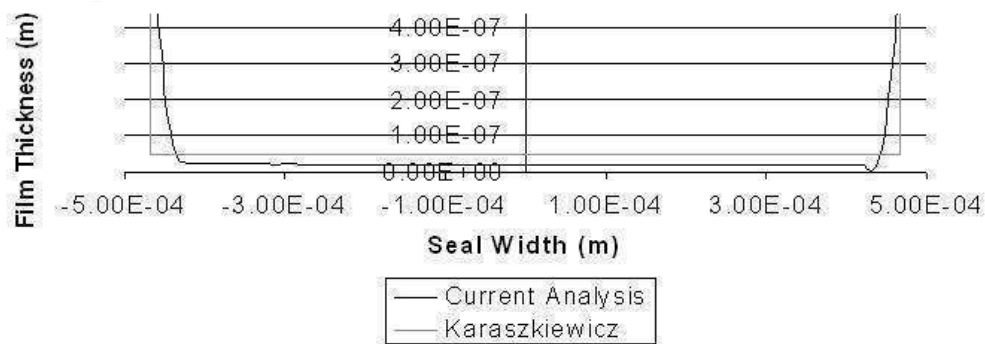 Film Thickness (m)
4.00E-07
3.00E-07
2.00E-07
1.00E-07
0.00E+00
-5.00E-04 -3.00E-04 -1.00E-04 1.00E-04 3.00E-04 5.00E-04
Seal Width (m)
Current Analysis
Karaszkiewicz